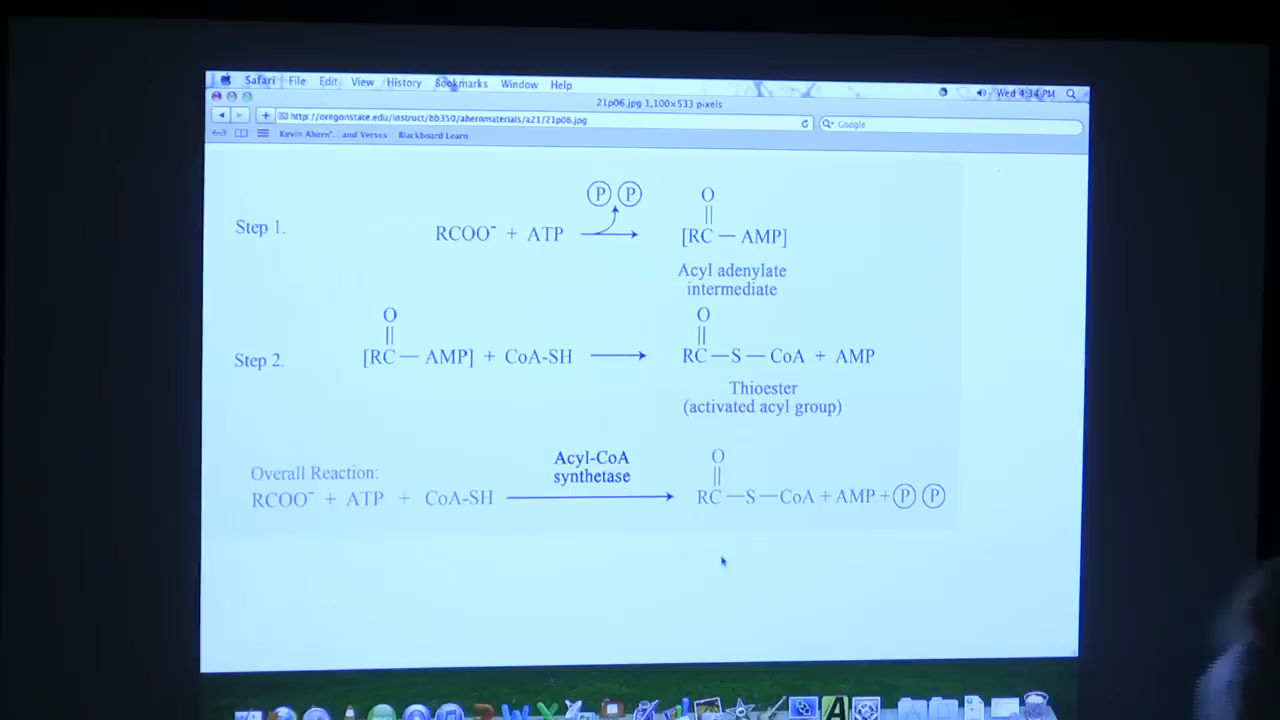 Safari File Edit View History Bookmarks Window Help
Wed 4:34 PM
21p06.jpg 1,100×533 pixels
http://oregonstate.edu/instruct/bb350/ahernmaterials/a21/21p06.jpg
Google
Kevin Ahern'... and Verses Blackboard Learn
P P
O
Step 1. RCOO⁻ + ATP [RC — AMP]
Acyl adenylate
intermediate
O O
Step 2. [RC — AMP] + CoA-SH RC — S — CoA + AMP
Thioester
(activated acyl group)
Overall Reaction:
Acyl-CoA
synthetase
O
RCOO⁻ + ATP + CoA-SH RC — S — CoA + AMP + P P